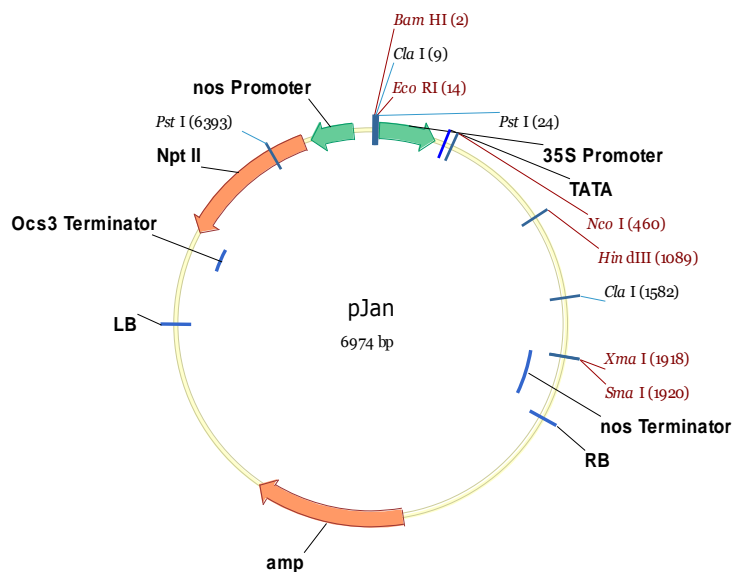 Bam HI (2)
Cla I (9)
Eco RI (14)
nos Promoter
Pst I (6393)
Pst I (24)
Npt II
35S Promoter
TATA
Ocs3 Terminator
Nco I (460)
Hin dIII (1089)
Cla I (1582)
pJan
LB
6974 bp
Xma I (1918)
Sma I (1920)
nos Terminator
RB
amp